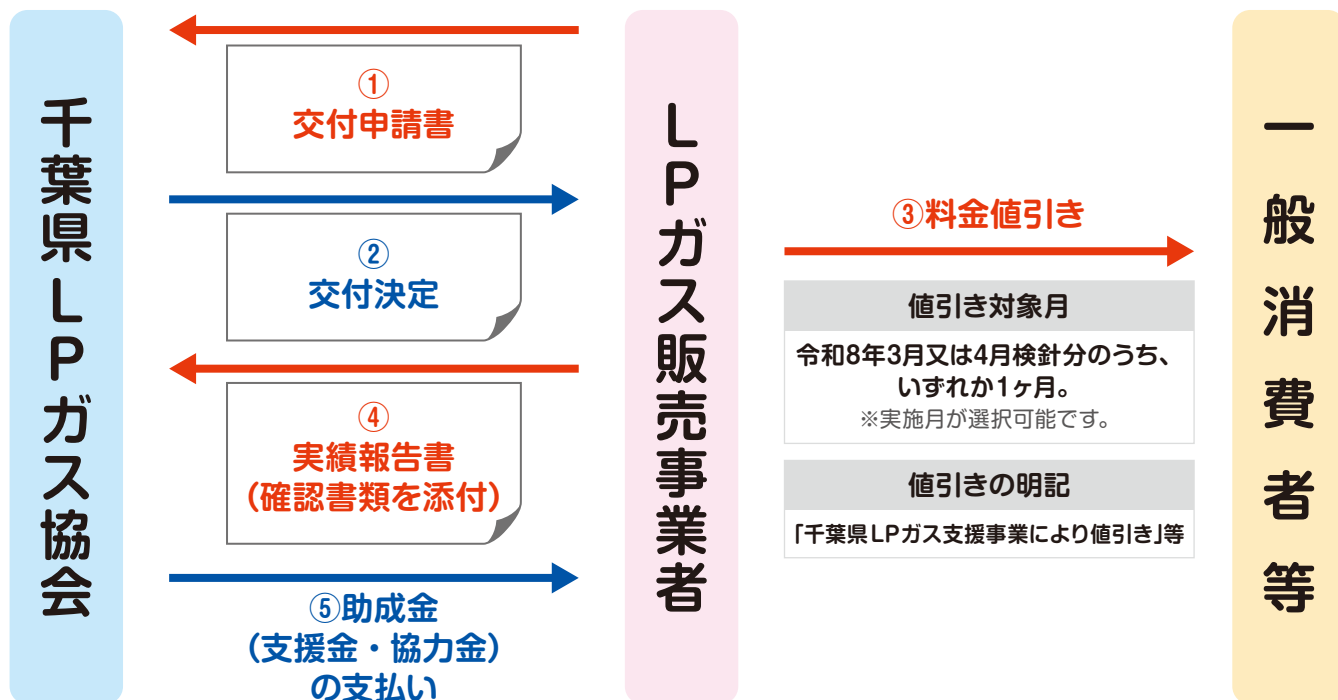 千葉県LPガス協会
①
交付申請書
②
交付決定
④
実績報告書
（確認書類を添付）
⑤助成金
（支援金・協力金）
の支払い
LPガス販売事業者
③料金値引き
値引き対象月
令和8年3月又は4月検針分のうち、
いずれか1ヶ月。
※実施月が選択可能です。
値引きの明記
「千葉県LPガス支援事業により値引き」等
一般消費者等